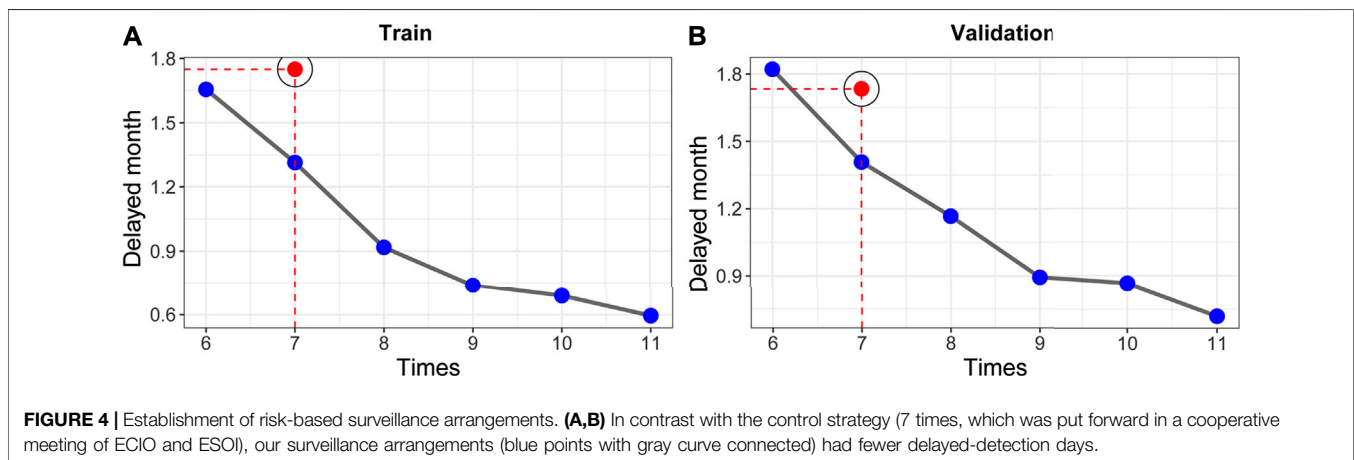 A
Train
1.8
1.5
1.2
0.9
0.6
Delayed month
6 7 8 9 10 11
Times
B
Validation
1.8
1.5
1.2
0.9
Delayed month
6 7 8 9 10 11
Times
FIGURE 4 | Establishment of risk-based surveillance arrangements. (A,B) In contrast with the control strategy (7 times, which was put forward in a cooperative
meeting of ECIO and ESOI), our surveillance arrangements (blue points with gray curve connected) had fewer delayed-detection days.